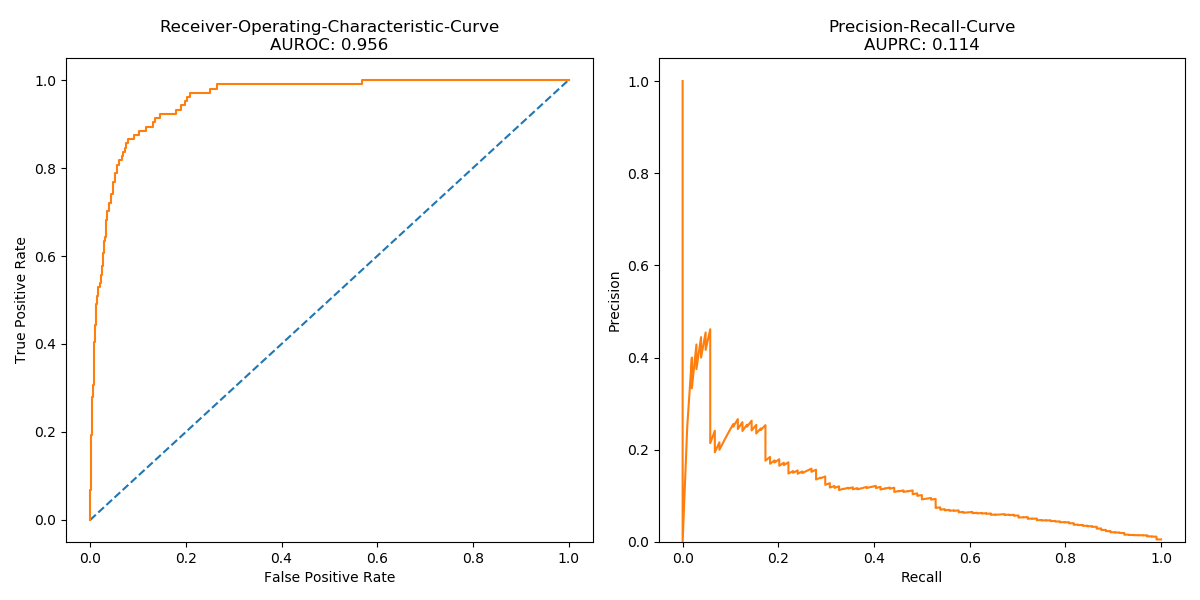 Receiver-Operating-Characteristic-Curve
AUROC: 0.956
1.0
0.8
0.6
0.4
0.2
0.0
True Positive Rate
0.0 0.2 0.4 0.6 0.8 1.0
False Positive Rate
Precision-Recall-Curve
AUPRC: 0.114
1.0
0.8
0.6
0.4
0.2
0.0
Precision
0.0 0.2 0.4 0.6 0.8 1.0
Recall